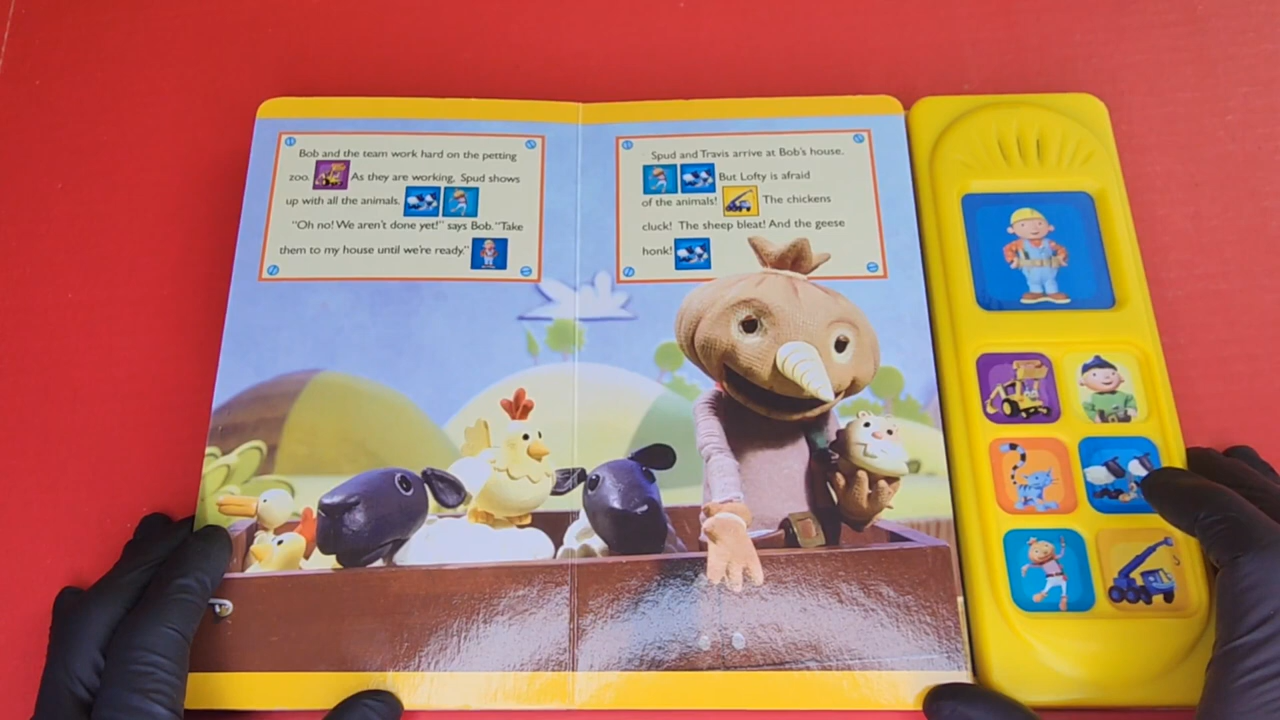 Bob and the team work hard on the petting
zoo. As they are working, Spud shows
up with all the animals.
"Oh no! We aren't done yet!" says Bob. "Take
them to my house until we're ready."
Spud and Travis arrive at Bob's house.
But Lofty is afraid
of the animals! The chickens
cluck! The sheep bleat! And the geese
honk!